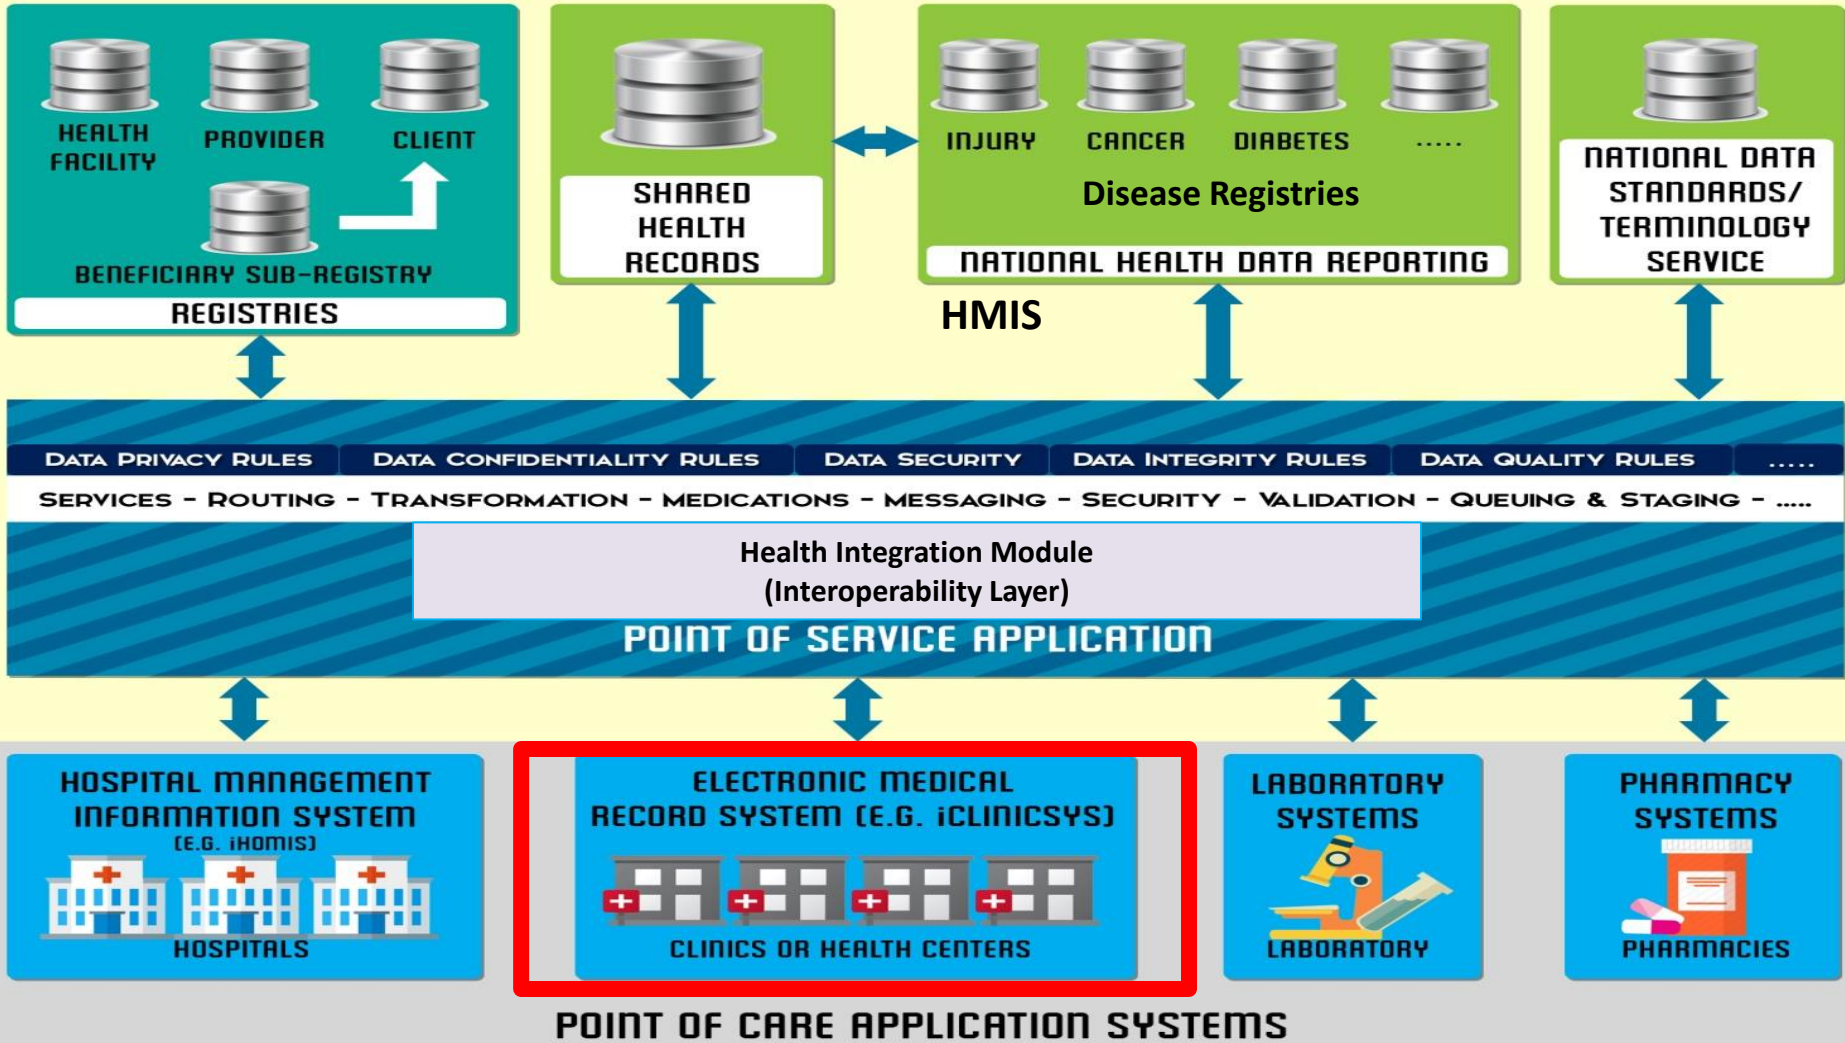 HEALTH
FACILITY
PROVIDER
CLIENT
BENEFICIARY SUB-REGISTRY
REGISTRIES
SHARED
HEALTH
RECORDS
INJURY
CANCER
DIABETES
.....
Disease Registries
NATIONAL HEALTH DATA REPORTING
NATIONAL DATA
STANDARDS/
TERMINOLOGY
SERVICE
HMIS
DATA PRIVACY RULES
DATA CONFIDENTIALITY RULES
DATA SECURITY
DATA INTEGRITY RULES
DATA QUALITY RULES
.....
SERVICES - ROUTING - TRANSFORMATION - MEDICATIONS - MESSAGING - SECURITY - VALIDATION - QUEUING & STAGING - .....
Health Integration Module
(Interoperability Layer)
POINT OF SERVICE APPLICATION
HOSPITAL MANAGEMENT
INFORMATION SYSTEM
(E.G. iHOMIS)
HOSPITALS
ELECTRONIC MEDICAL
RECORD SYSTEM (E.G. iCLINICSYS)
CLINICS OR HEALTH CENTERS
LABORATORY
SYSTEMS
LABORATORY
PHARMACY
SYSTEMS
PHARMACIES
POINT OF CARE APPLICATION SYSTEMS